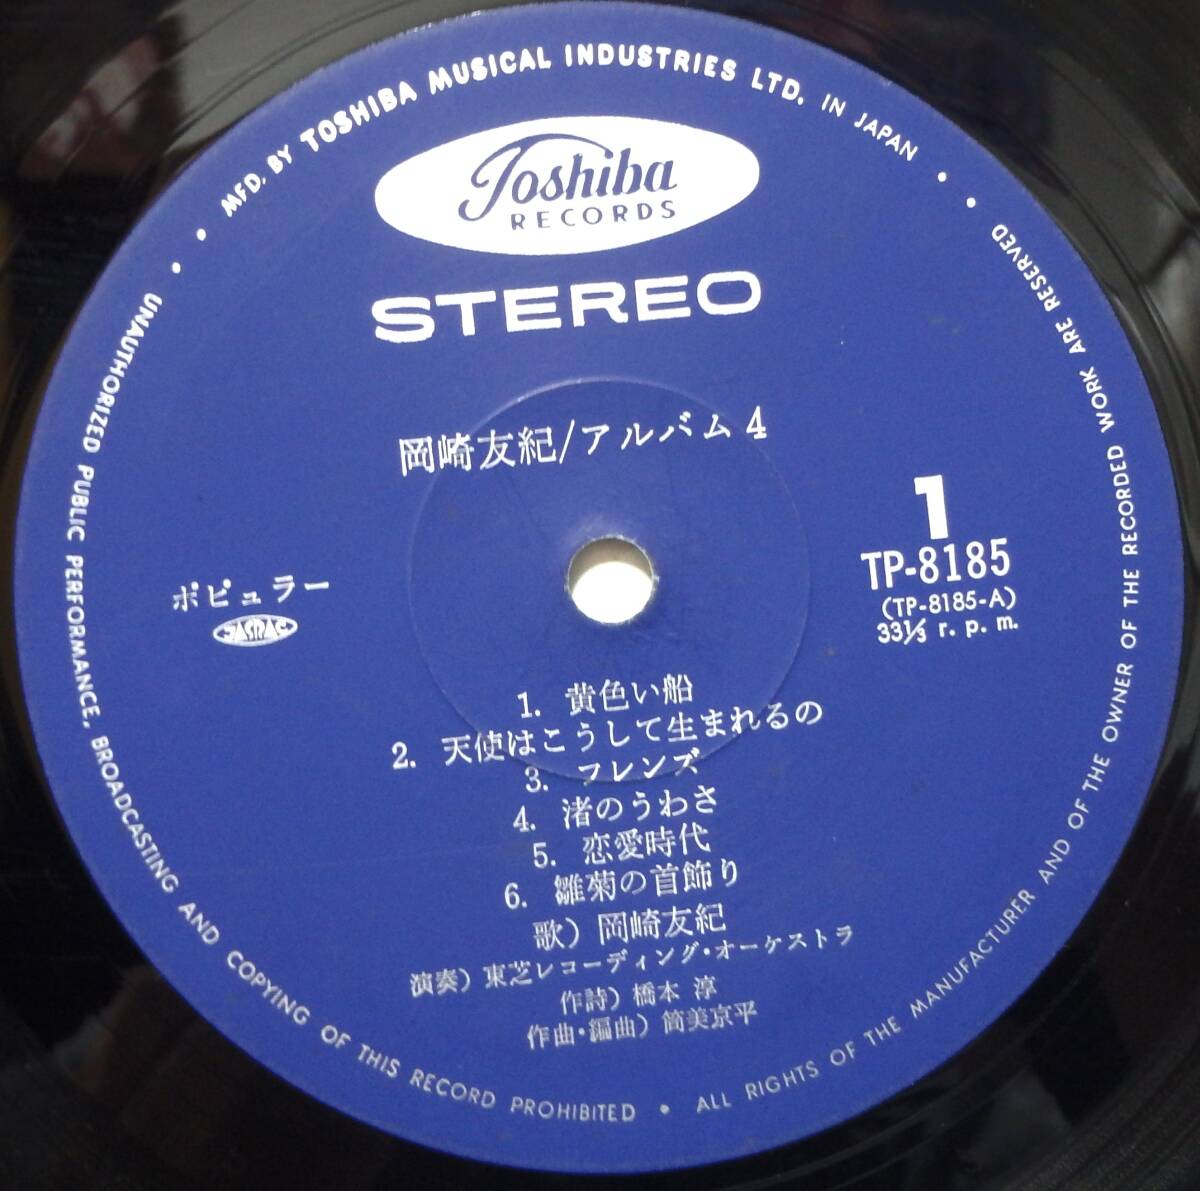 MFD. BY TOSHIBA MUSICAL INDUSTRIES LTD. IN JAPAN
Toshiba
RECORDS
STEREO
岡崎友紀/アルバム4
1
TP-8185
(TP-8185-A)
33⅓ r. p. m.
ポピュラー
JASRAC
1. 黄色い船
2. 天使はこうして生まれるの
3. フレンズ
4. 渚のうわさ
5. 恋愛時代
6. 雛菊の首飾り
歌）岡崎友紀
演奏）東芝レコーディング・オーケストラ
作詩）橋本 淳
作曲・編曲）筒美京平
UNAUTHORIZED PUBLIC PERFORMANCE, BROADCASTING AND COPYING OF THIS RECORD PROHIBITED • ALL RIGHTS OF THE MANUFACTURER AND OF THE OWNER OF THE RECORDED WORK ARE RESERVED